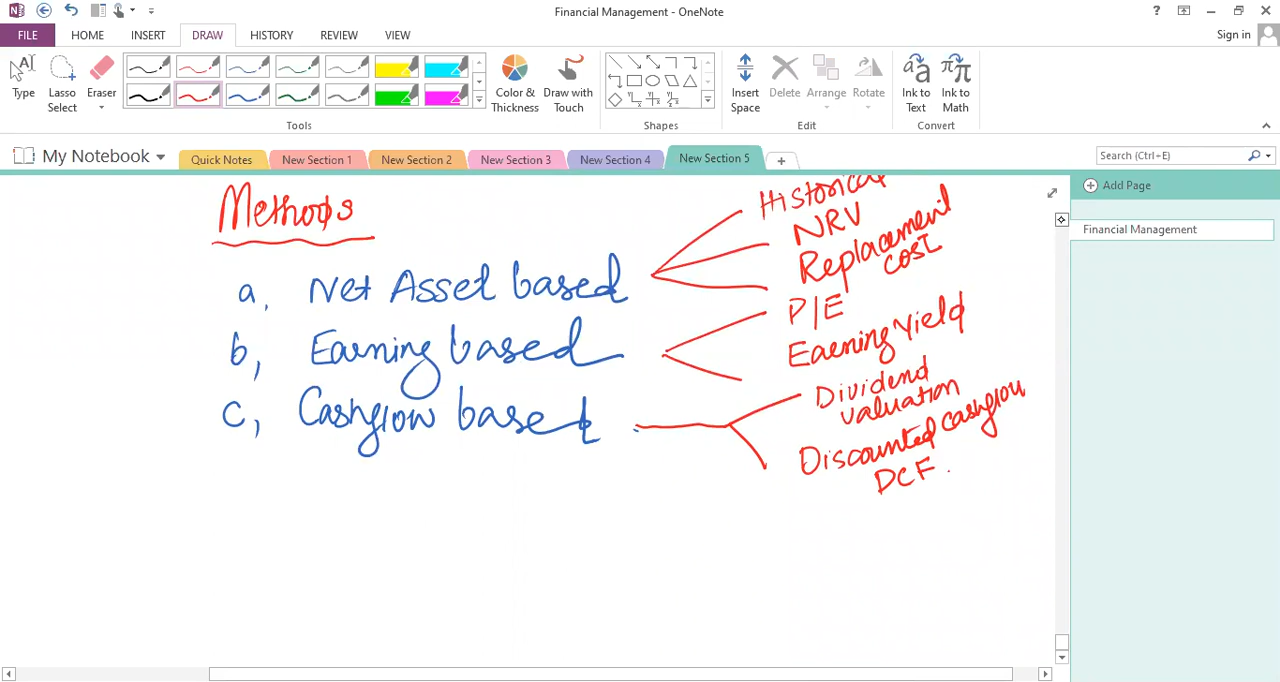 Financial Management - OneNote
Sign in
FILE HOME INSERT DRAW HISTORY REVIEW VIEW
Type
Lasso Select
Eraser
Color & Thickness
Draw with Touch
Insert Space
Delete
Arrange
Rotate
Ink to Text
Ink to Math
Tools
Shapes
Edit
Convert
My Notebook
Quick Notes
New Section 1
New Section 2
New Section 3
New Section 4
New Section 5
Search (Ctrl+E)
Add Page
Financial Management
Methods
a, Net Asset based
Historical
NRV
Replacement
cost
b, Earning based
P/E
Earning Yield
c, Cashflow based
Dividend
valuation
Discounted cashflow
DCF.